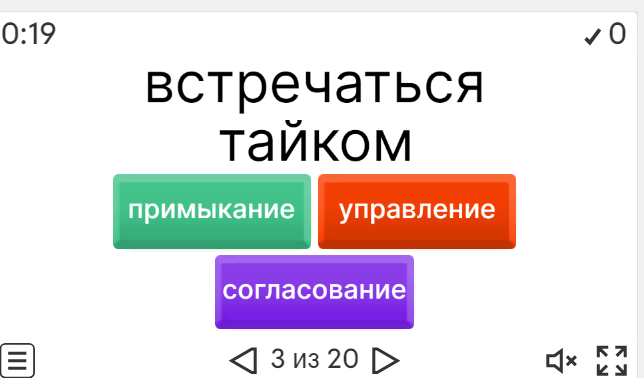 0:19
✓ 0
встречаться
тайком
примыкание
управление
согласование
3 из 20